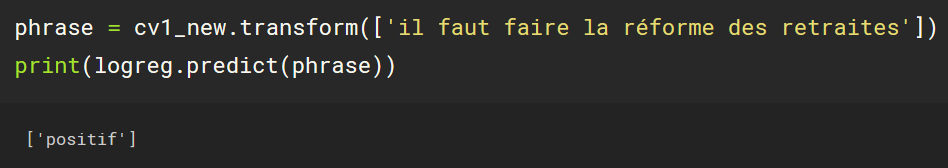 phrase = cv1_new.transform(['il faut faire la réforme des retraites'])
print(logreg.predict(phrase))
['positif']